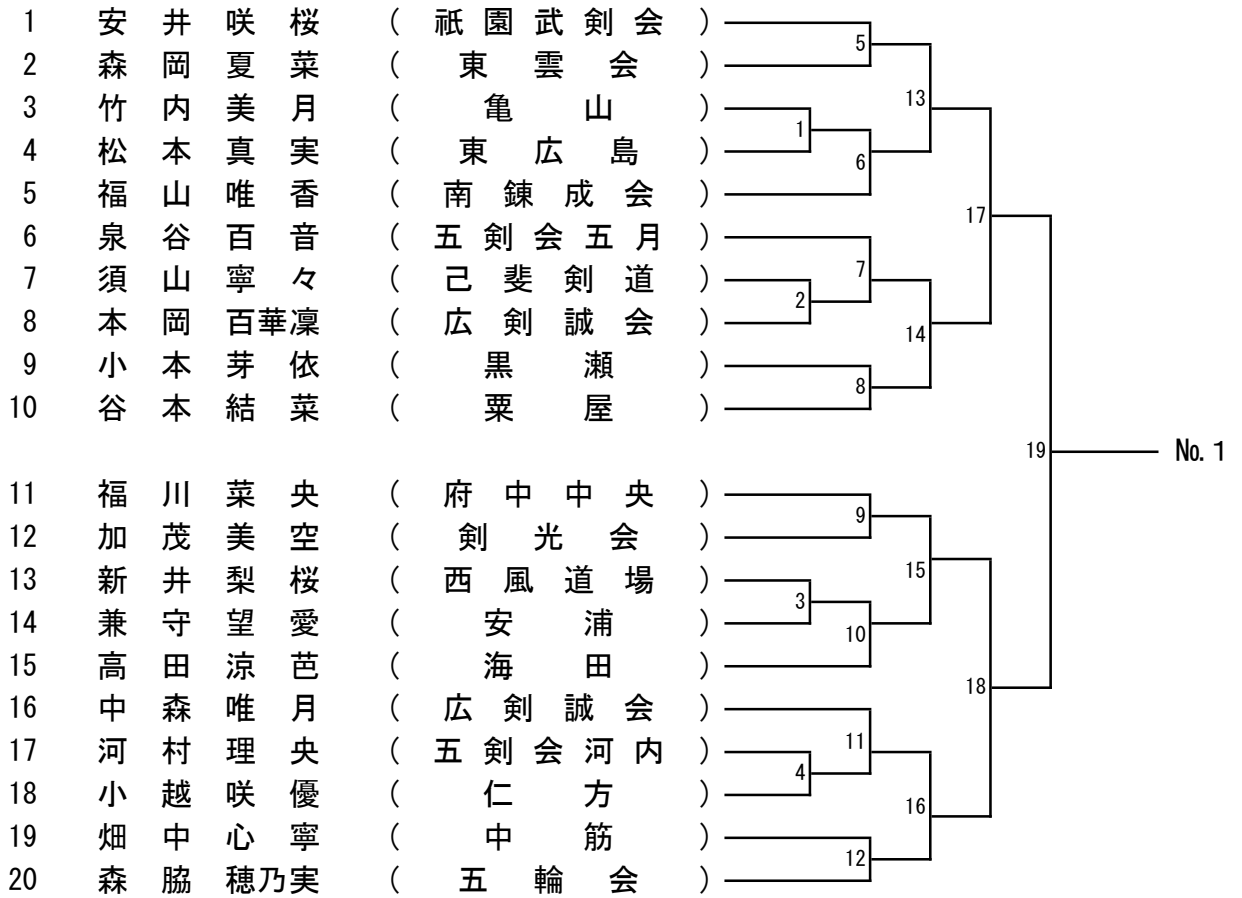 1 安井咲桜 (祇園武剣会)
5
2 森岡夏菜 (東雲会)
13
3 竹内美月 (亀山)
1
4 松本真実 (東広島)
6
5 福山唯香 (南錬成会)
17
6 泉谷百音 (五剣会五月)
7
7 須山寧々 (己斐剣道)
2
8 本岡百華凜 (広剣誠会)
14
9 小本芽依 (黒瀬)
8
10 谷本結菜 (粟屋)
19 No.1
11 福川菜央 (府中中央)
9
12 加茂美空 (剣光会)
15
13 新井梨桜 (西風道場)
3
14 兼守望愛 (安浦)
10
15 高田涼芭 (海田)
18
16 中森唯月 (広剣誠会)
11
17 河村理央 (五剣会河内)
4
18 小越咲優 (仁方)
16
19 畑中心寧 (中筋)
12
20 森脇穂乃実 (五輪会)